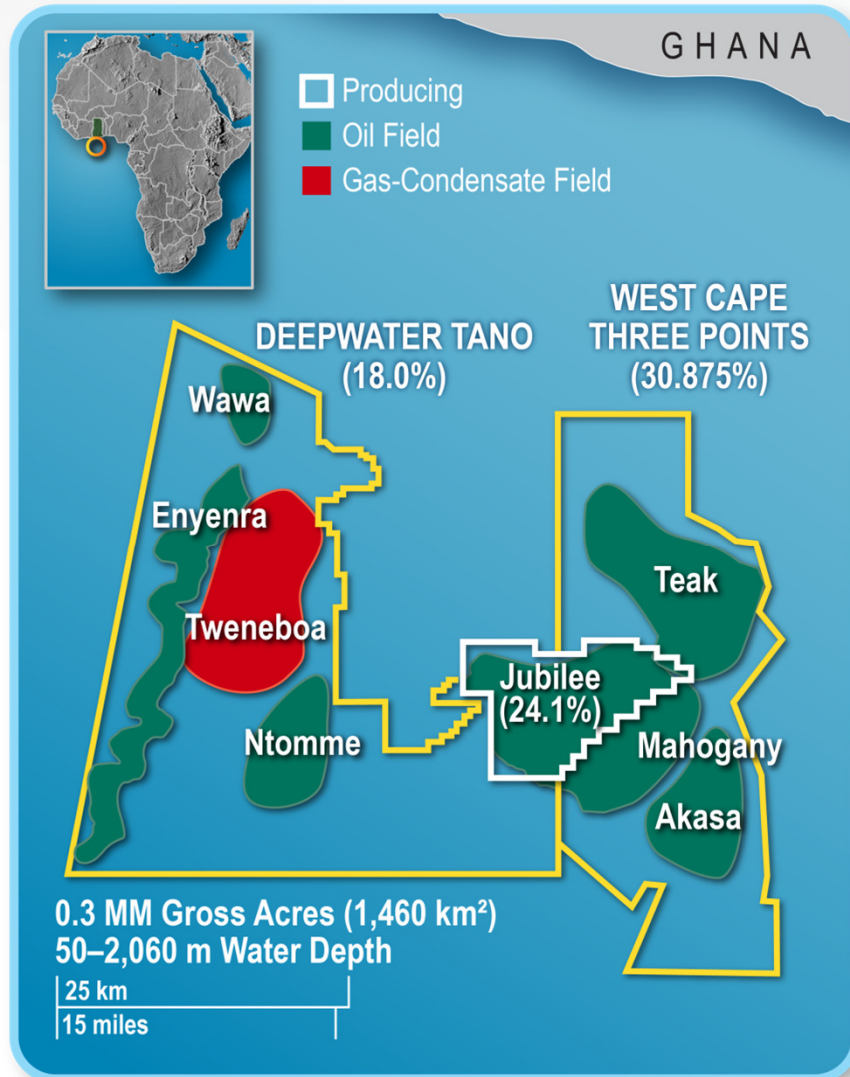 GHANA
Producing
Oil Field
Gas-Condensate Field
DEEPWATER TANO
(18.0%)
WEST CAPE
THREE POINTS
(30.875%)
Wawa
Enyenra
Tweneboa
Ntomme
Teak
Jubilee
(24.1%)
Mahogany
Akasa
0.3 MM Gross Acres (1,460 km²)
50–2,060 m Water Depth
25 km
15 miles